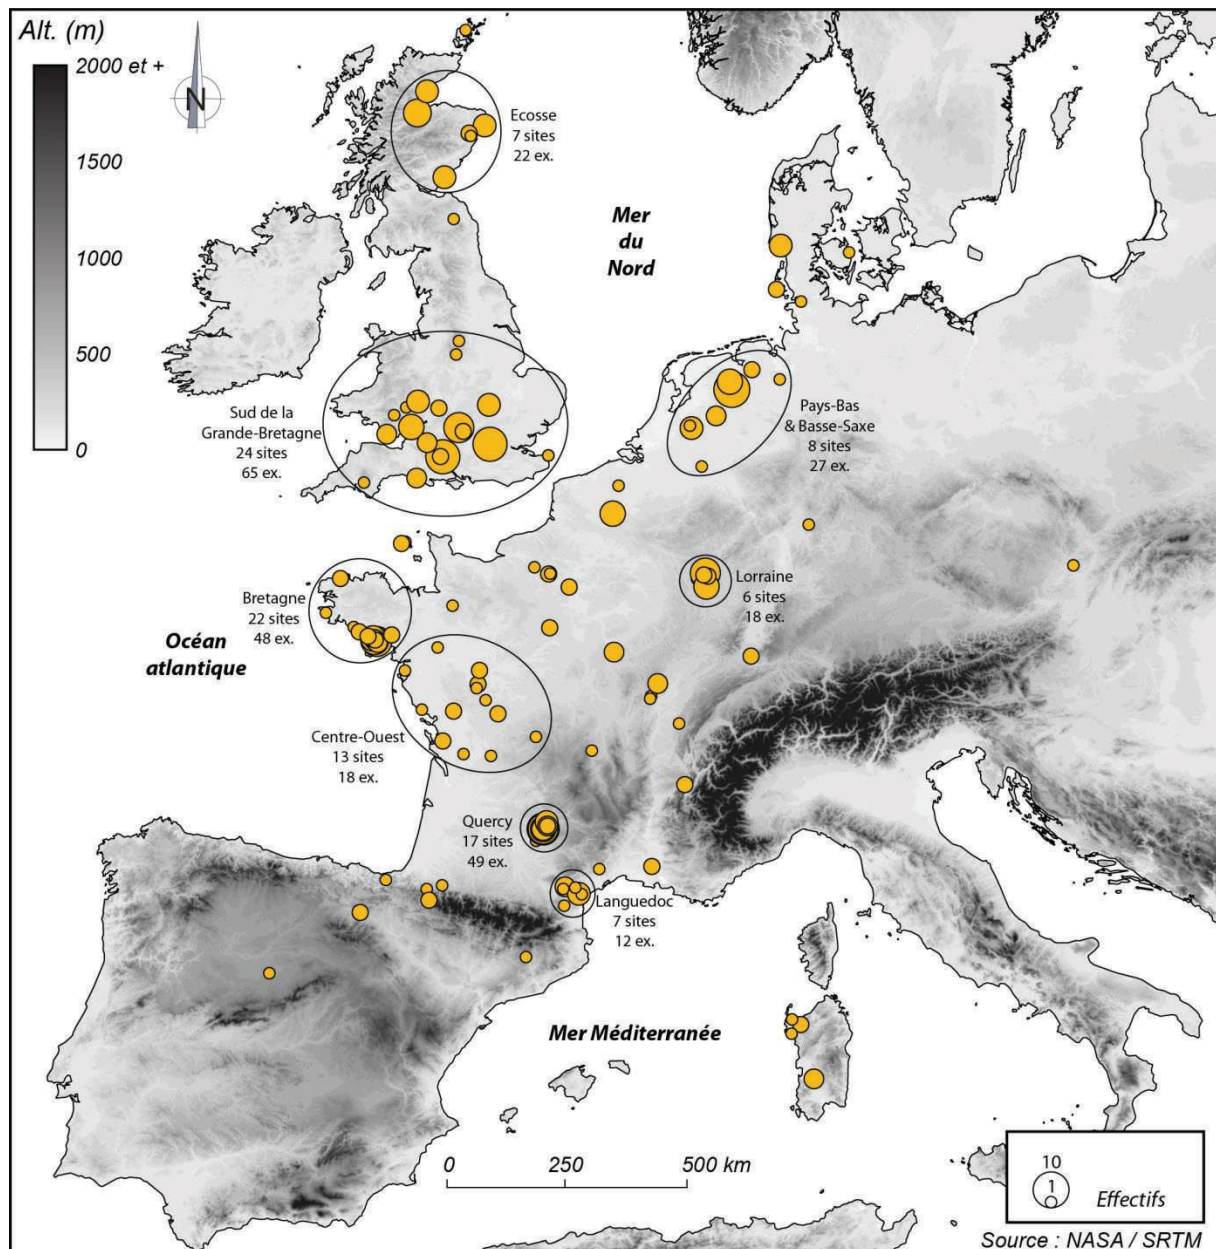 Alt. (m)
2000 et +
1500
1000
500
0
N
Ecosse
7 sites
22 ex.
Mer
du
Nord
Sud de la
Grande-Bretagne
24 sites
65 ex.
Pays-Bas
& Basse-Saxe
8 sites
27 ex.
Bretagne
22 sites
48 ex.
Lorraine
6 sites
18 ex.
Océan
atlantique
Centre-Ouest
13 sites
18 ex.
Quercy
17 sites
49 ex.
Languedoc
7 sites
12 ex.
Mer Méditerranée
0 250 500 km
10
1
Effectifs
Source : NASA / SRTM